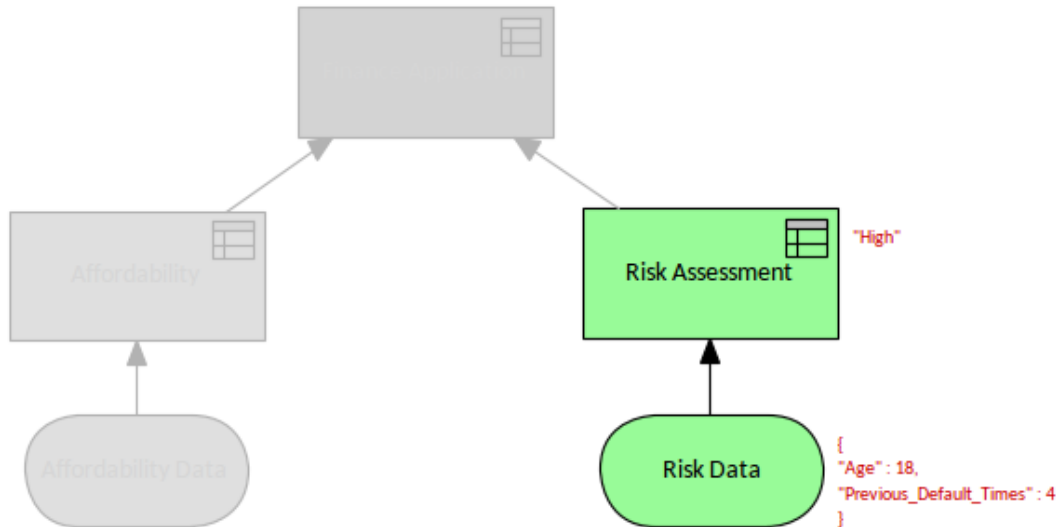 Affordability
Risk Assessment
"High"
Affordability Data
Risk Data
{
"Age" : 18,
"Previous_Default_Times" : 4
}